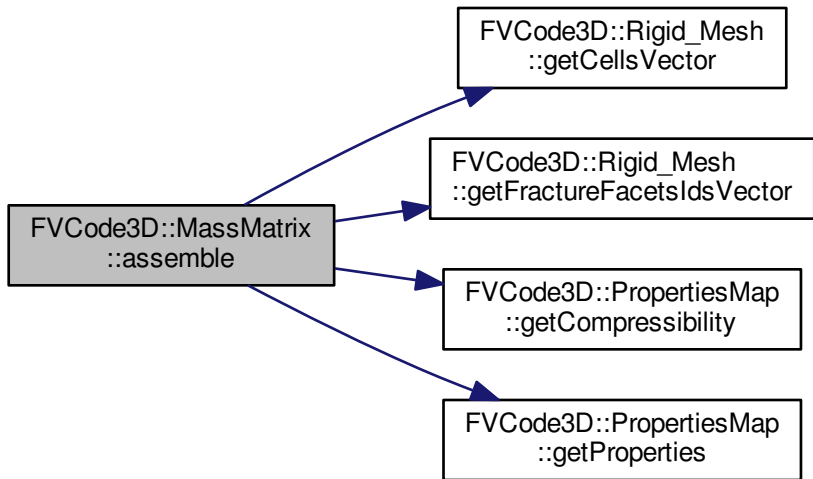 FVCode3D::MassMatrix
::assemble
FVCode3D::Rigid_Mesh
::getCellsVector
FVCode3D::Rigid_Mesh
::getFractureFacetsIdsVector
FVCode3D::PropertiesMap
::getCompressibility
FVCode3D::PropertiesMap
::getProperties